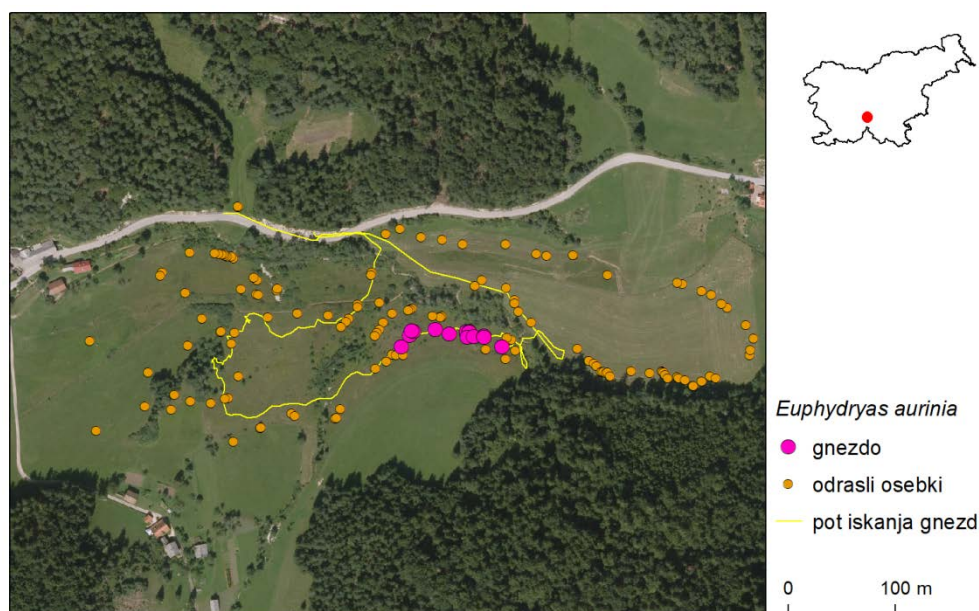 Euphydryas aurinia
gnezdo
odrasli osebki
pot iskanja gnezd
0 100 m